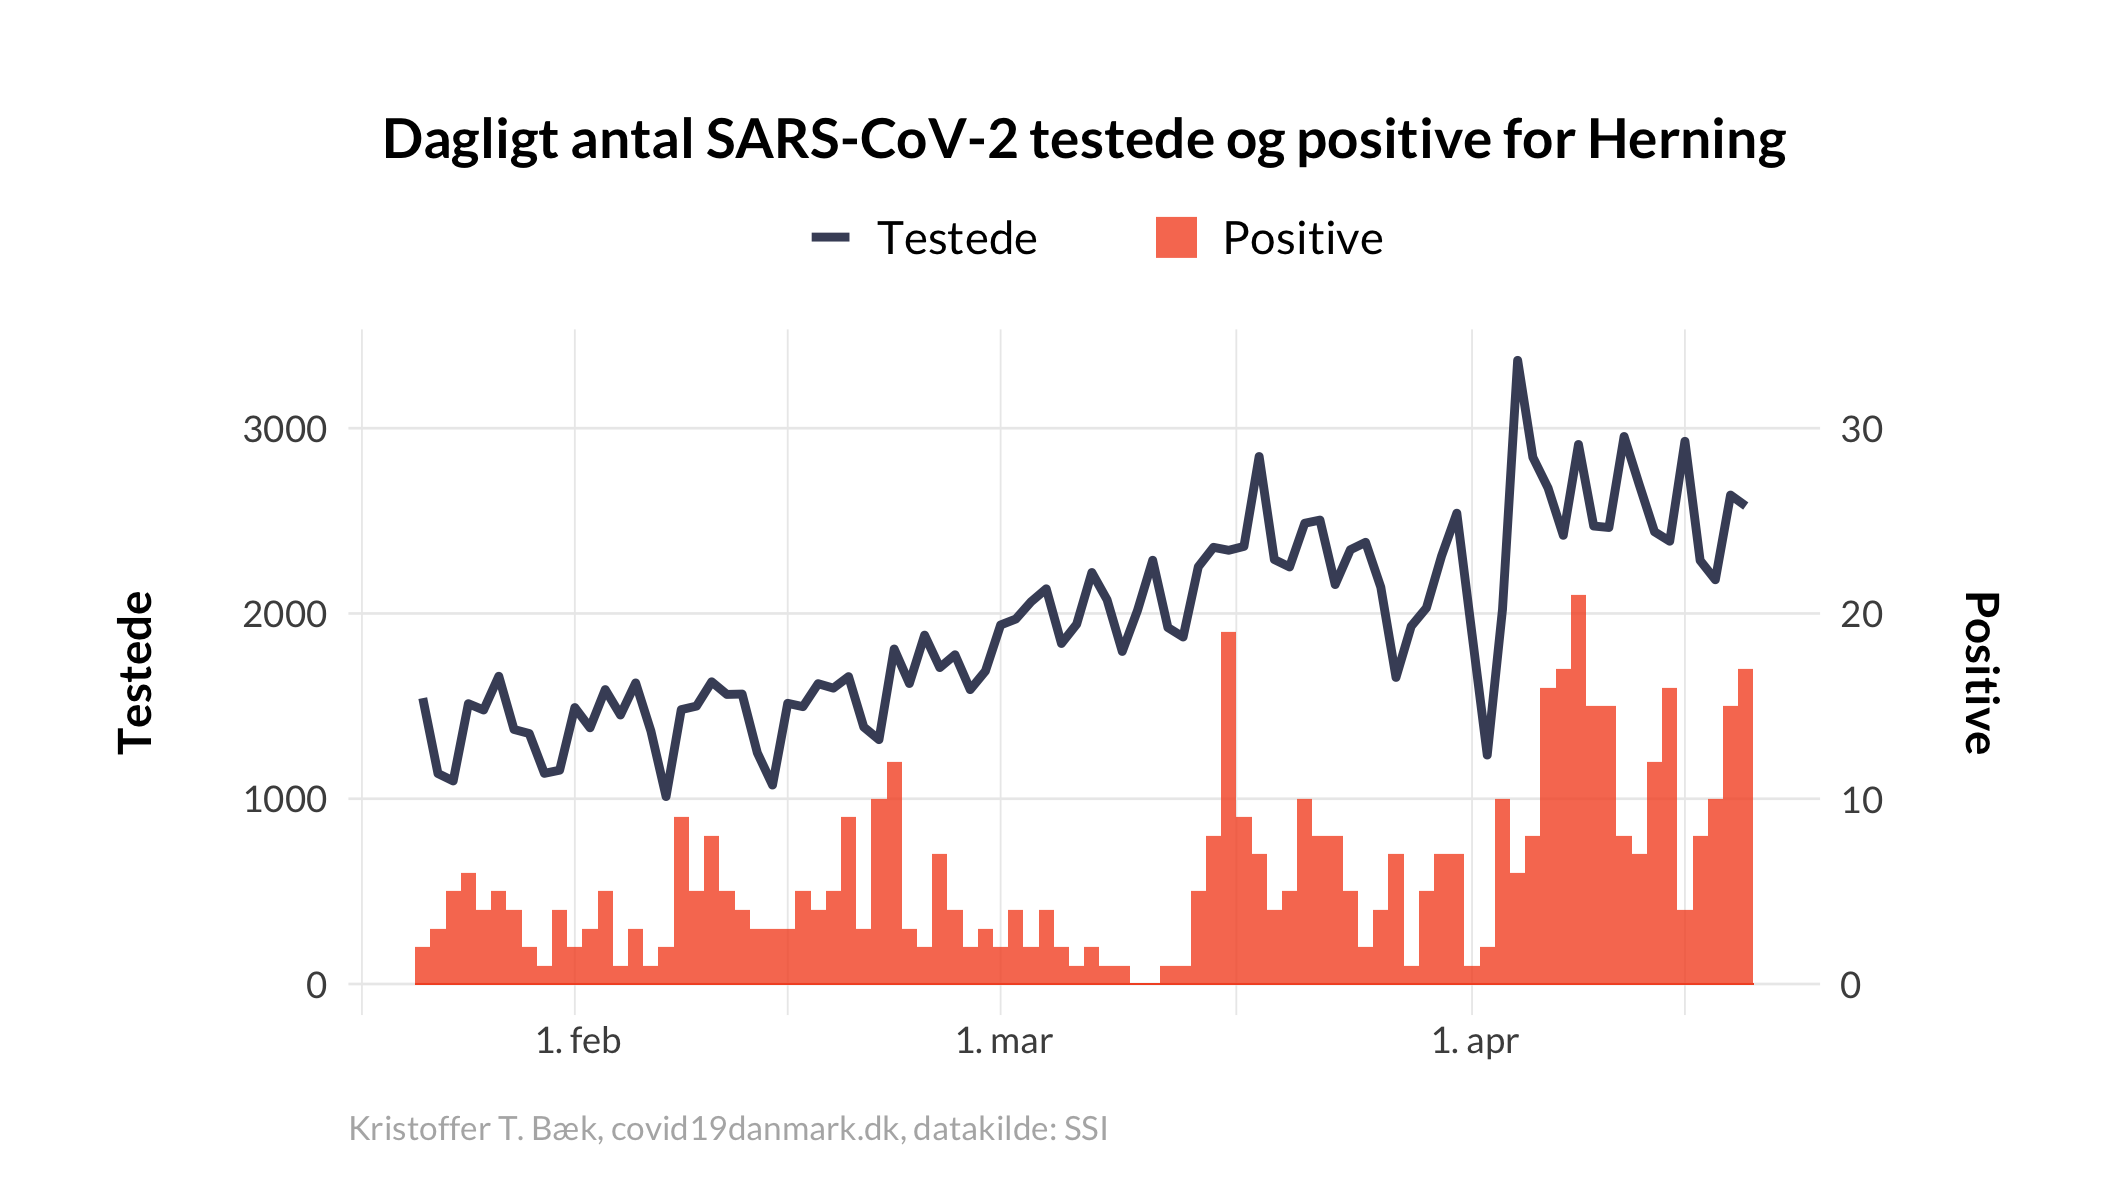 Dagligt antal SARS-CoV-2 testede og positive for Herning
Testede Positive
3000 30
2000 20
1000 10
0 0
Testede
Positive
1. feb 1. mar 1. apr
Kristoffer T. Bæk, covid19danmark.dk, datakilde: SSI